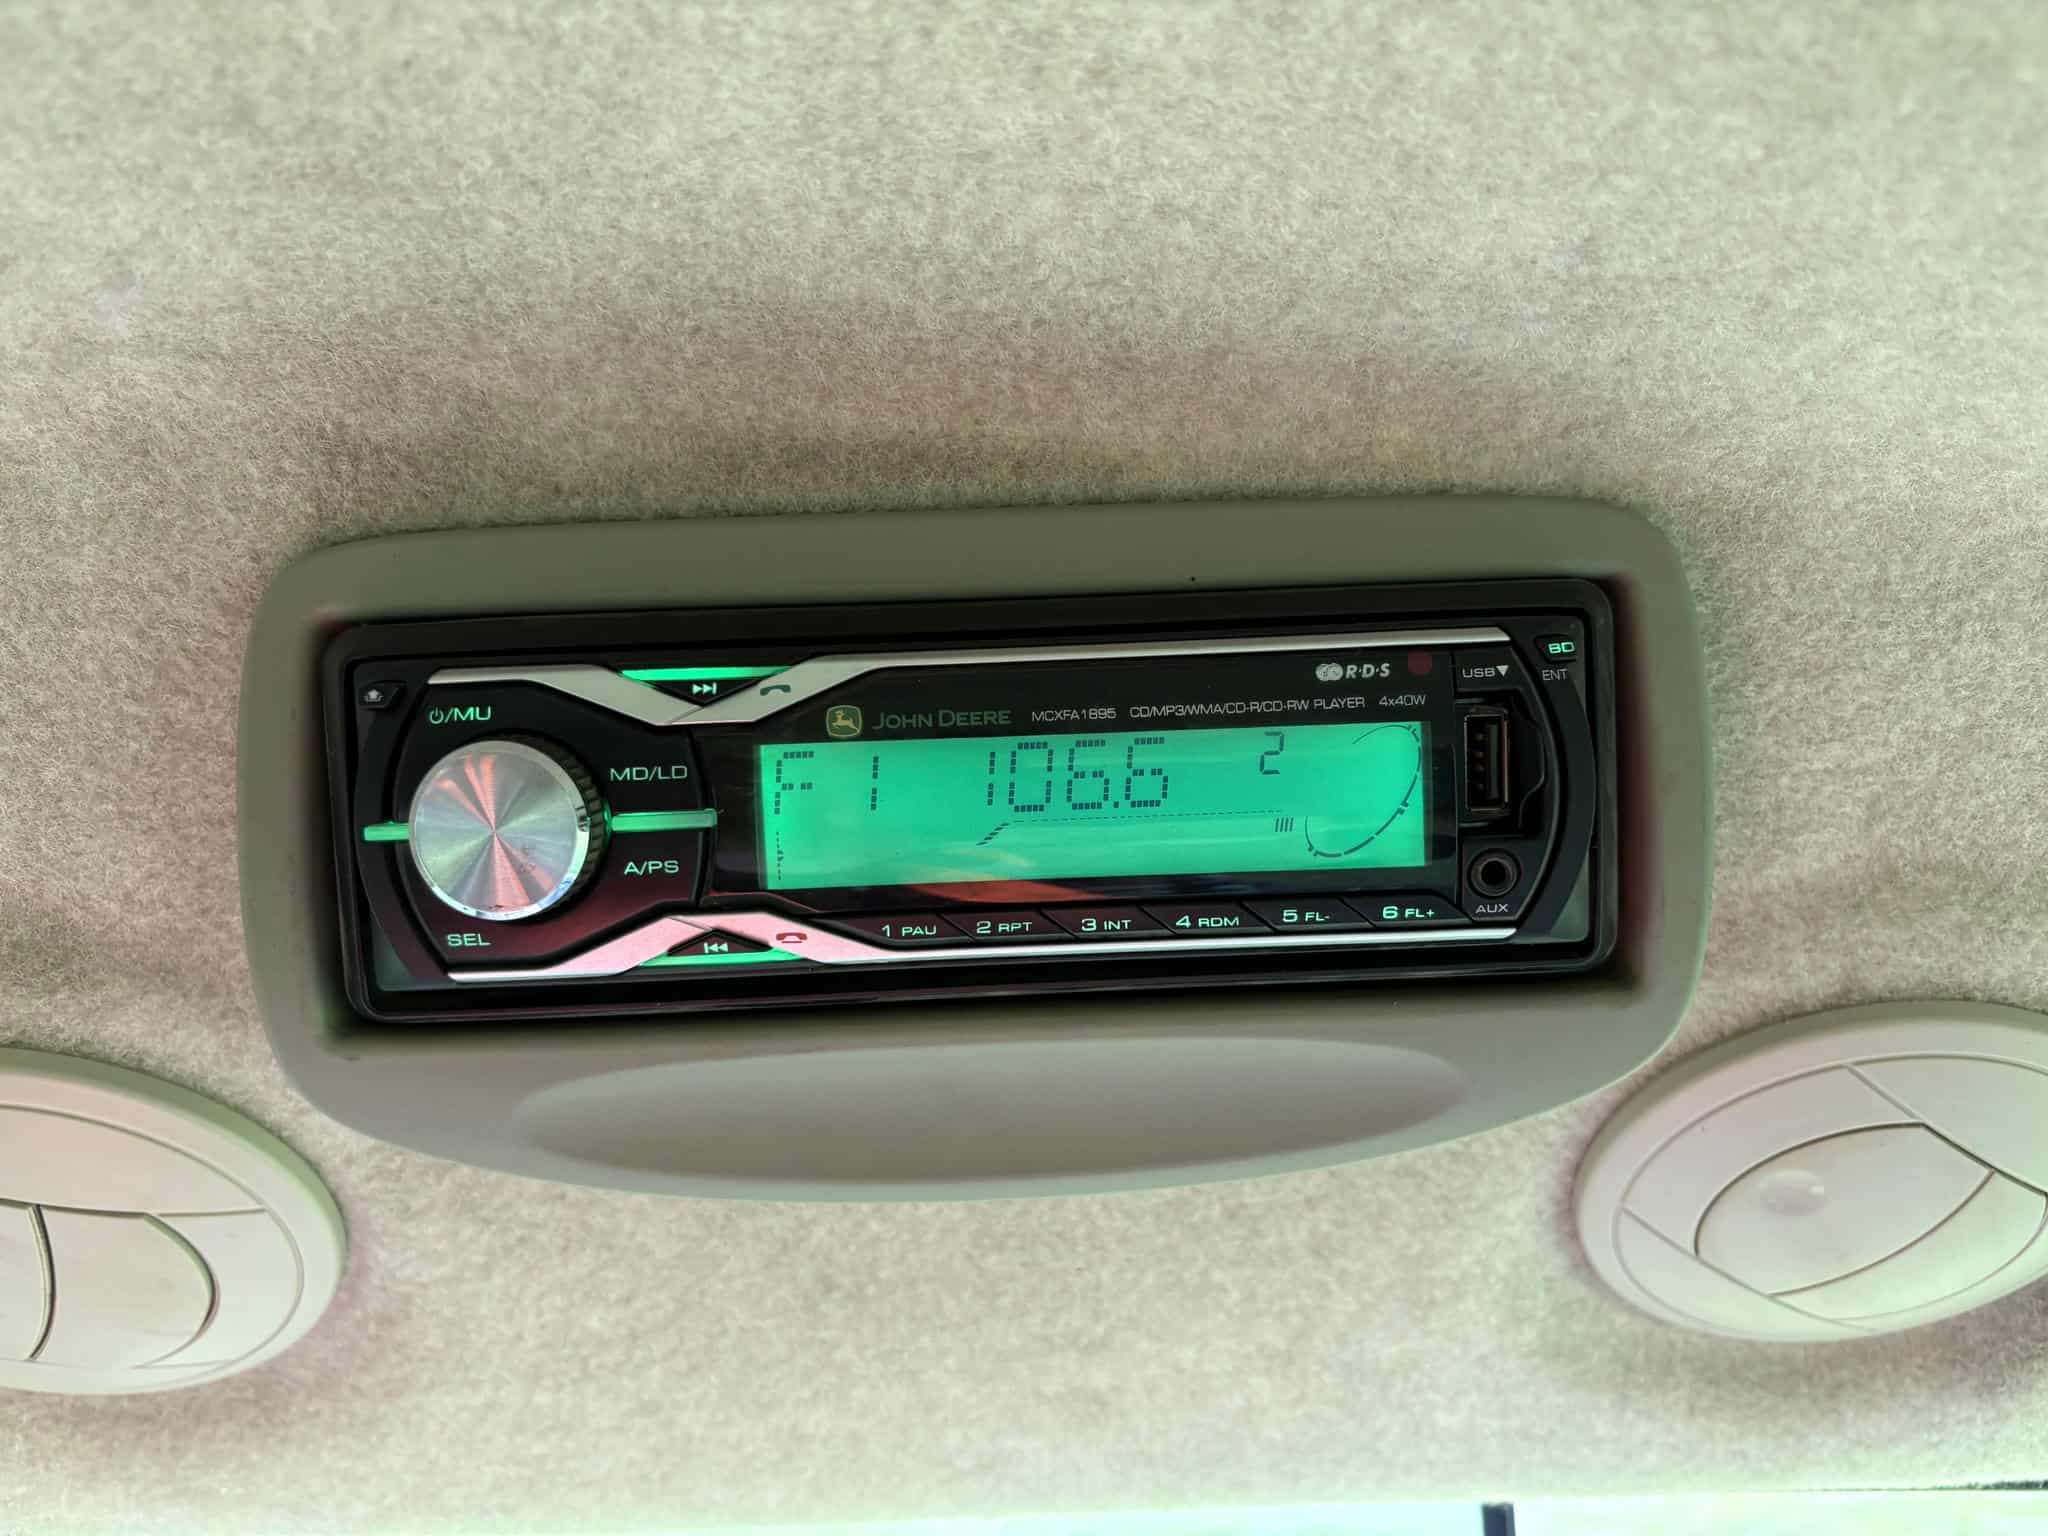 R·D·S
USB▼
BD
ENT
⏻/MU
JOHN DEERE MCXFA1895 CD/MP3/WMA/CD-R/CD-RW PLAYER 4x40W
MD/LD
F1 106.6 2
A/PS
SEL
1 PAU 2 RPT 3 INT 4 RDM 5 FL- 6 FL+
AUX